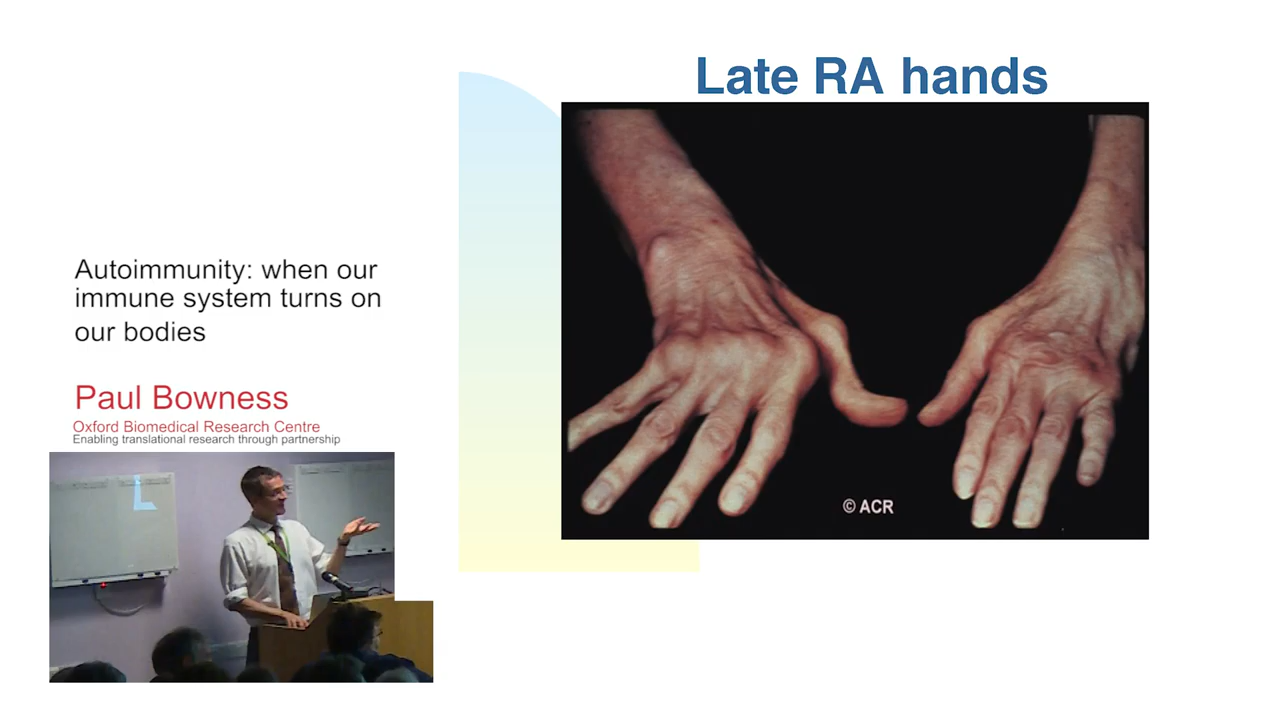 Late RA hands
Autoimmunity: when our
immune system turns on
our bodies
Paul Bowness
Oxford Biomedical Research Centre
Enabling translational research through partnership
© ACR